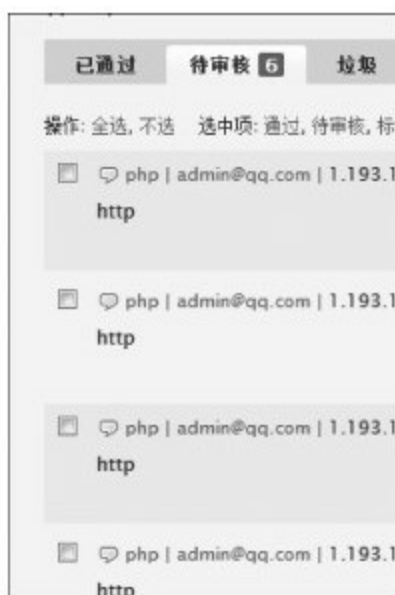 已通过 待审核 6 垃圾
操作: 全选, 不选 选中项: 通过, 待审核, 标
php | admin@qq.com | 1.193.1
http
php | admin@qq.com | 1.193.1
http
php | admin@qq.com | 1.193.1
http
php | admin@qq.com | 1.193.1
http